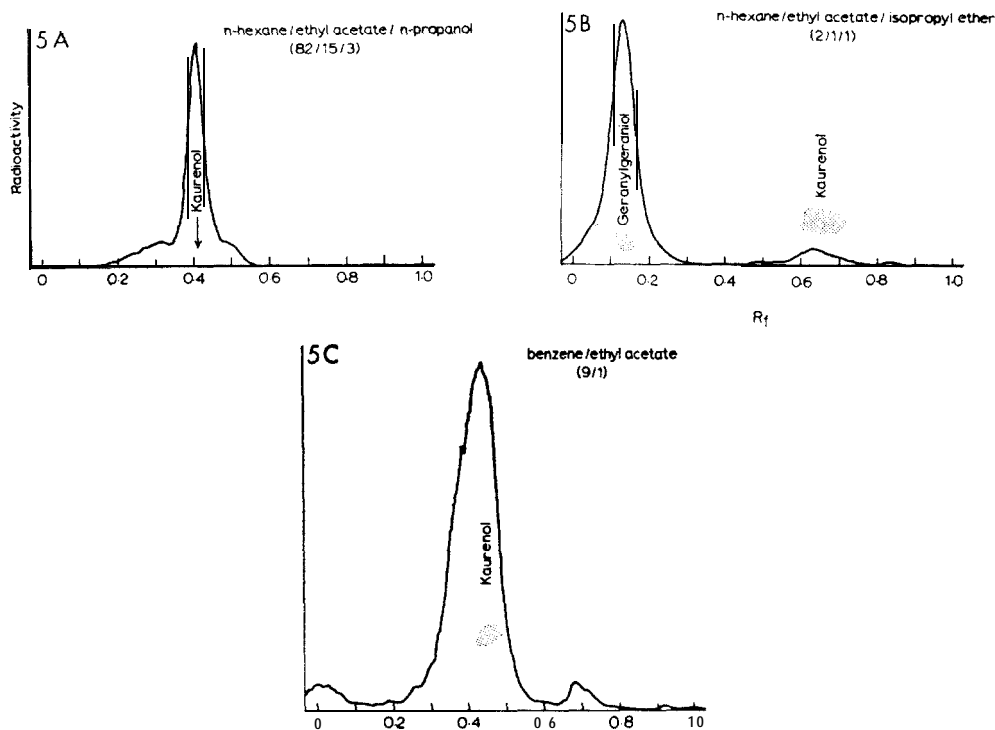 5A
n-hexane/ethyl acetate/n-propanol
(82/15/3)
Radioactivity
Kaurenol
0 0·2 0·4 0·6 0·8 1·0
5B
n-hexane/ethyl acetate/isopropyl ether
(2/1/1)
Geranylgeraniol
Kaurenol
0 0·2 0·4 0·6 0·8 1·0
Rf
5C
benzene/ethyl acetate
(9/1)
Kaurenol
0 0·2 0·4 0 6 0·8 10